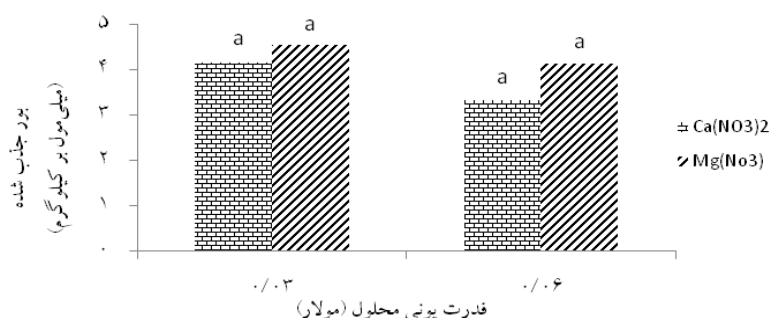 بور جذب شده
(میلی‌مول بر کیلوگرم)
۵
۴
۳
۲
۱
۰
a
a
a
a
Ca(NO3)2
Mg(No3)
۰/۰۳
۰/۰۶
قدرت یونی محلول (مولار)